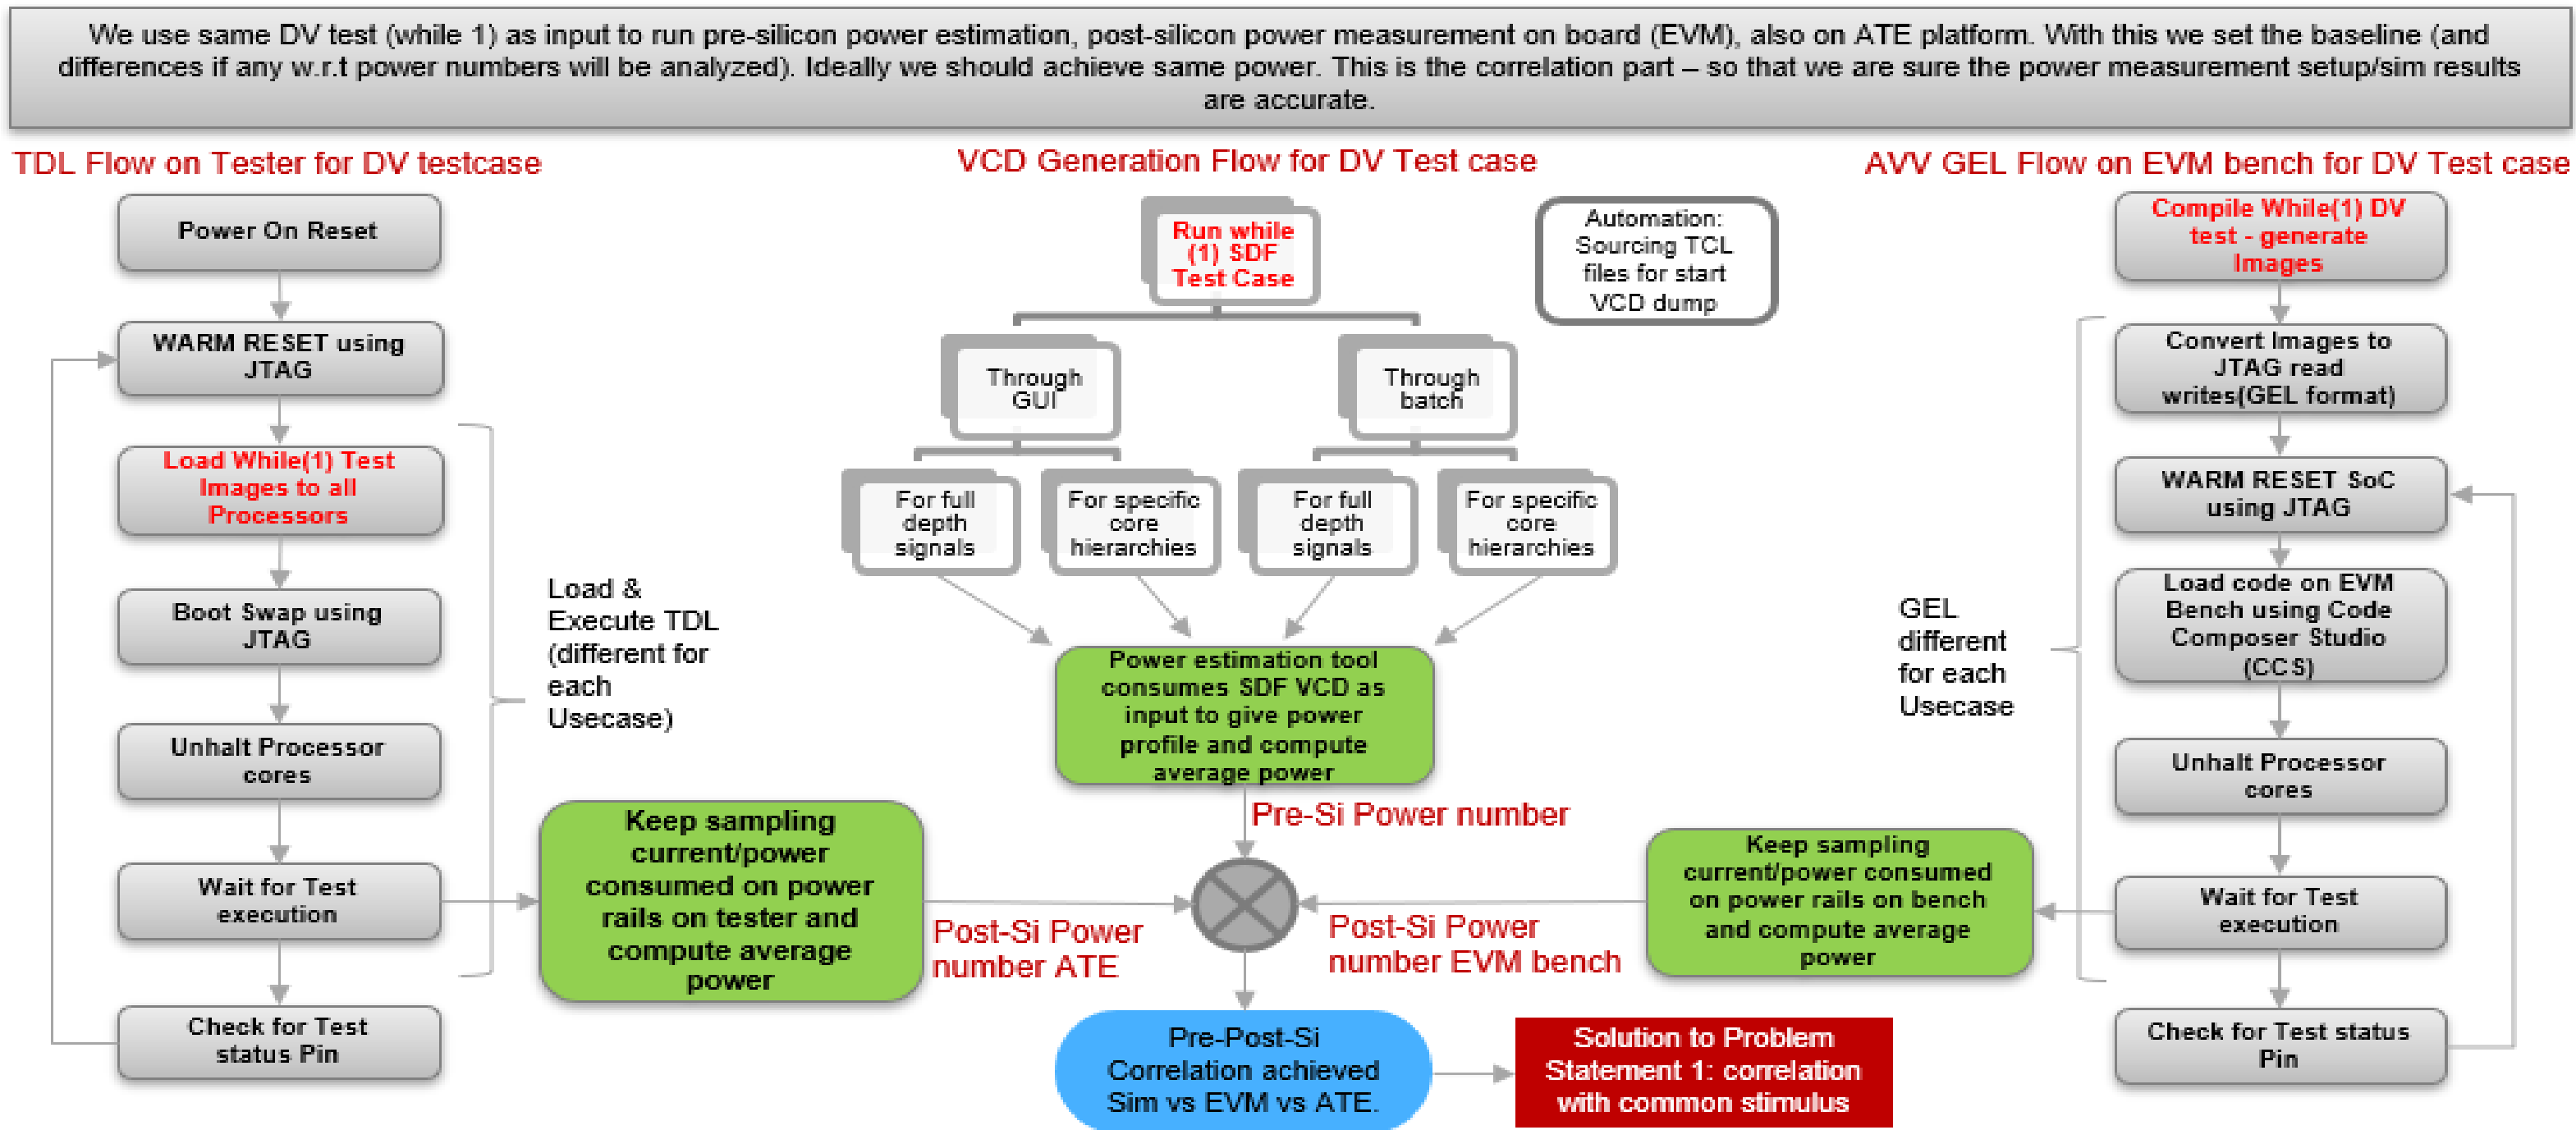 We use same DV test (while 1) as input to run pre-silicon power estimation, post-silicon power measurement on board (EVM), also on ATE platform. With this we set the baseline (and
differences if any w.r.t power numbers will be analyzed). Ideally we should achieve same power. This is the correlation part – so that we are sure the power measurement setup/sim results
are accurate.
TDL Flow on Tester for DV testcase
Power On Reset
WARM RESET using
JTAG
Load While(1) Test
Images to all
Processors
Boot Swap using
JTAG
Unhalt Processor
cores
Wait for Test
execution
Check for Test
status Pin
Load &
Execute TDL
(different for
each
Usecase)
Keep sampling
current/power
consumed on power
rails on tester and
compute average
power
Post-Si Power
number ATE
VCD Generation Flow for DV Test case
Run while
(1) SDF
Test Case
Automation:
Sourcing TCL
files for start
VCD dump
Through
GUI
Through
batch
For full
depth
signals
For specific
core
hierarchies
For full
depth
signals
For specific
core
hierarchies
Power estimation tool
consumes SDF VCD as
input to give power
profile and compute
average power
Pre-Si Power number
Pre-Post-Si
Correlation achieved
Sim vs EVM vs ATE.
Solution to Problem
Statement 1: correlation
with common stimulus
AVV GEL Flow on EVM bench for DV Test case
Compile While(1) DV
test - generate
Images
Convert Images to
JTAG read
writes(GEL format)
WARM RESET SoC
using JTAG
Load code on EVM
Bench using Code
Composer Studio
(CCS)
Unhalt Processor
cores
Wait for Test
execution
Check for Test status
Pin
GEL
different
for each
Usecase
Keep sampling
current/power consumed
on power rails on bench
and compute average
power
Post-Si Power
number EVM bench